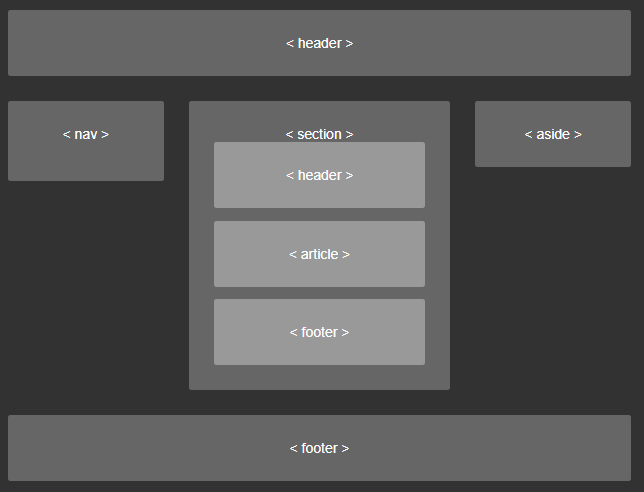 < header >
< nav >
< section >
< aside >
< header >
< article >
< footer >
< footer >